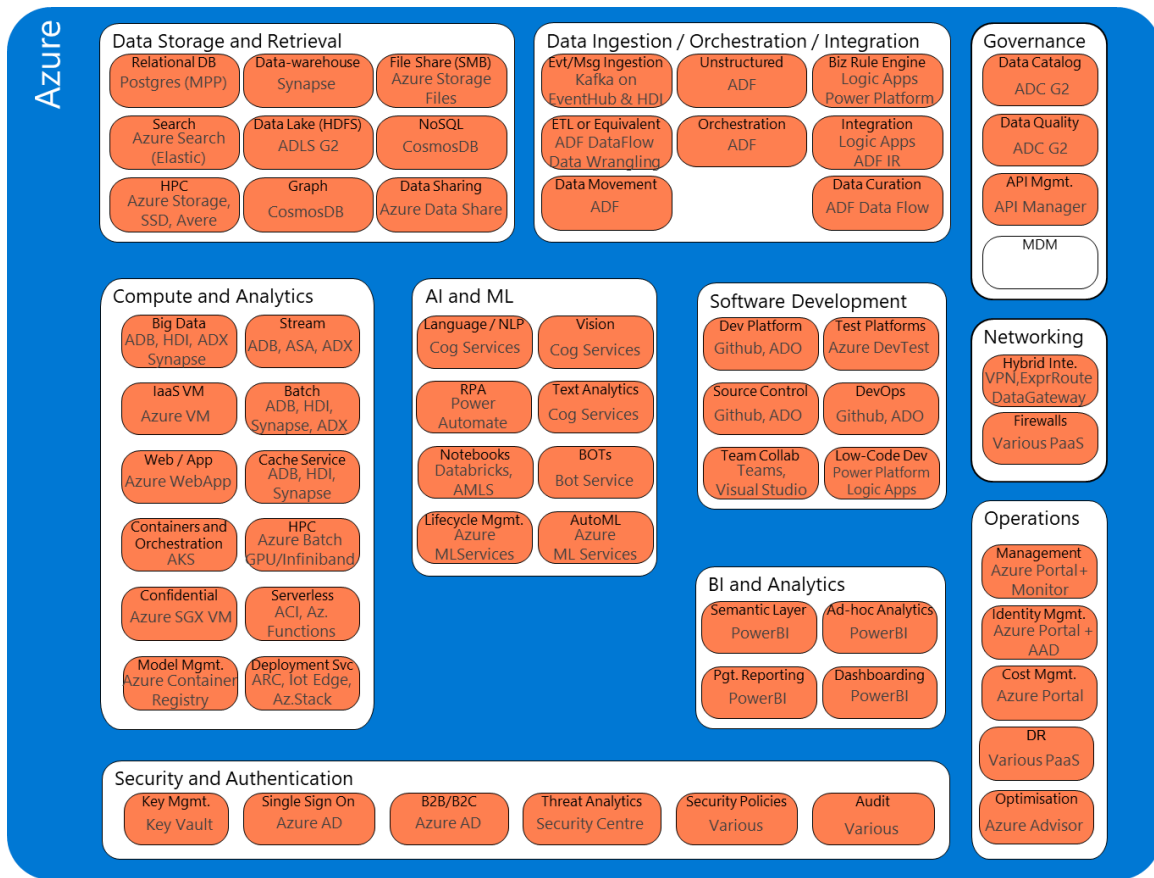 Azure
Data Storage and Retrieval
Relational DB
Postgres (MPP)
Data-warehouse
Synapse
File Share (SMB)
Azure Storage
Files
Search
Azure Search
(Elastic)
Data Lake (HDFS)
ADLS G2
NoSQL
CosmosDB
HPC
Azure Storage,
SSD, Avere
Graph
CosmosDB
Data Sharing
Azure Data Share
Data Ingestion / Orchestration / Integration
Evt/Msg Ingestion
Kafka on
EventHub & HDI
Unstructured
ADF
Biz Rule Engine
Logic Apps
Power Platform
ETL or Equivalent
ADF DataFlow
Data Wrangling
Orchestration
ADF
Integration
Logic Apps
ADF IR
Data Movement
ADF
Data Curation
ADF Data Flow
Governance
Data Catalog
ADC G2
Data Quality
ADC G2
API Mgmt.
API Manager
MDM
Compute and Analytics
Big Data
ADB, HDI, ADX
Synapse
Stream
ADB, ASA, ADX
IaaS VM
Azure VM
Batch
ADB, HDI,
Synapse, ADX
Web / App
Azure WebApp
Cache Service
ADB, HDI,
Synapse
Containers and
Orchestration
AKS
HPC
Azure Batch
GPU/Infiniband
Confidential
Azure SGX VM
Serverless
ACI, Az.
Functions
Model Mgmt.
Azure Container
Registry
Deployment Svc
ARC, Iot Edge,
Az.Stack
AI and ML
Language / NLP
Cog Services
Vision
Cog Services
RPA
Power
Automate
Text Analytics
Cog Services
Notebooks
Databricks,
AMLS
BOTs
Bot Service
Lifecycle Mgmt.
Azure
MLServices
AutoML
Azure
ML Services
Software Development
Dev Platform
Github, ADO
Test Platforms
Azure DevTest
Source Control
Github, ADO
DevOps
Github, ADO
Team Collab
Teams,
Visual Studio
Low-Code Dev
Power Platform
Logic Apps
Networking
Hybrid Inte.
VPN,ExprRoute
DataGateway
Firewalls
Various PaaS
BI and Analytics
Semantic Layer
PowerBI
Ad-hoc Analytics
PowerBI
Pgt. Reporting
PowerBI
Dashboarding
PowerBI
Operations
Management
Azure Portal+
Monitor
Identity Mgmt.
Azure Portal +
AAD
Cost Mgmt.
Azure Portal
DR
Various PaaS
Optimisation
Azure Advisor
Security and Authentication
Key Mgmt.
Key Vault
Single Sign On
Azure AD
B2B/B2C
Azure AD
Threat Analytics
Security Centre
Security Policies
Various
Audit
Various